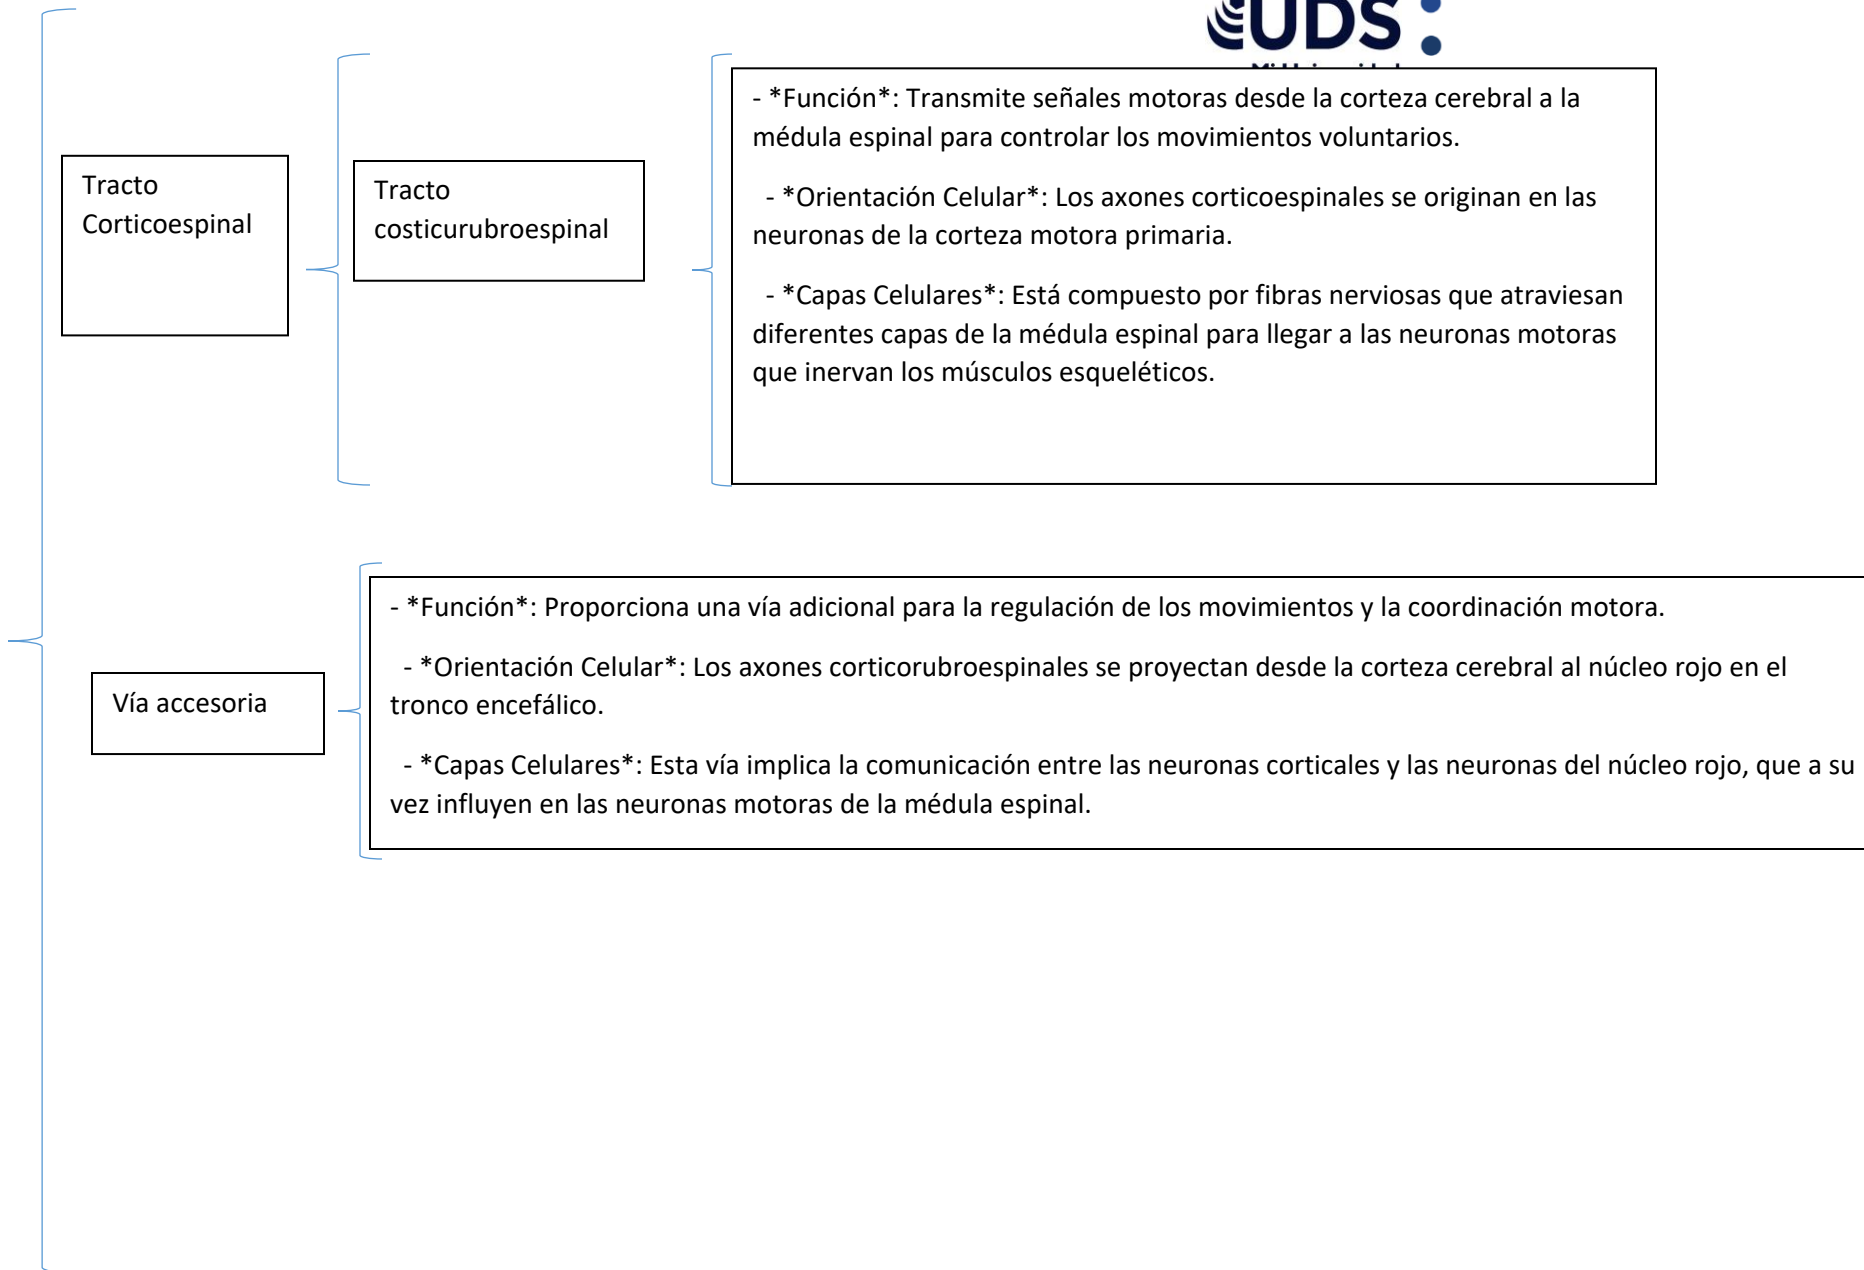 UDS
Tracto
Corticoespinal
Tracto
costicurubroespinal
- *Función*: Transmite señales motoras desde la corteza cerebral a la
médula espinal para controlar los movimientos voluntarios.
- *Orientación Celular*: Los axones corticoespinales se originan en las
neuronas de la corteza motora primaria.
- *Capas Celulares*: Está compuesto por fibras nerviosas que atraviesan
diferentes capas de la médula espinal para llegar a las neuronas motoras
que inervan los músculos esqueléticos.
Vía accesoria
- *Función*: Proporciona una vía adicional para la regulación de los movimientos y la coordinación motora.
- *Orientación Celular*: Los axones corticorubroespinales se proyectan desde la corteza cerebral al núcleo rojo en el
tronco encefálico.
- *Capas Celulares*: Esta vía implica la comunicación entre las neuronas corticales y las neuronas del núcleo rojo, que a su
vez influyen en las neuronas motoras de la médula espinal.